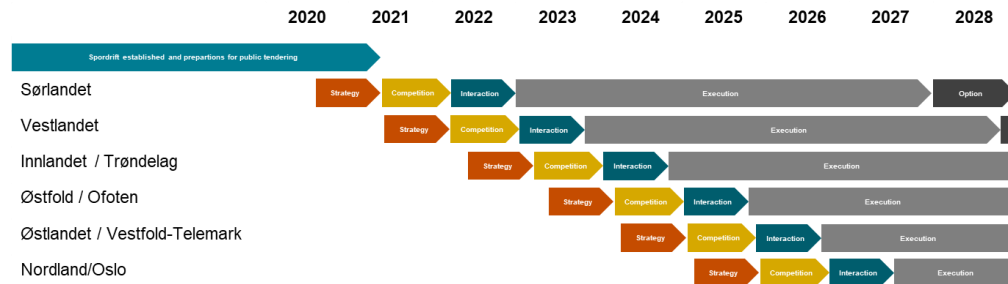 2020 2021 2022 2023 2024 2025 2026 2027 2028
Spordrift established and prepartions for public tendering
Sørlandet Strategy Competition Interaction Execution Option
Vestlandet Strategy Competition Interaction Execution
Innlandet / Trøndelag Strategy Competition Interaction Execution
Østfold / Ofoten Strategy Competition Interaction Execution
Østlandet / Vestfold-Telemark Strategy Competition Interaction Execution
Nordland/Oslo Strategy Competition Interaction Execution